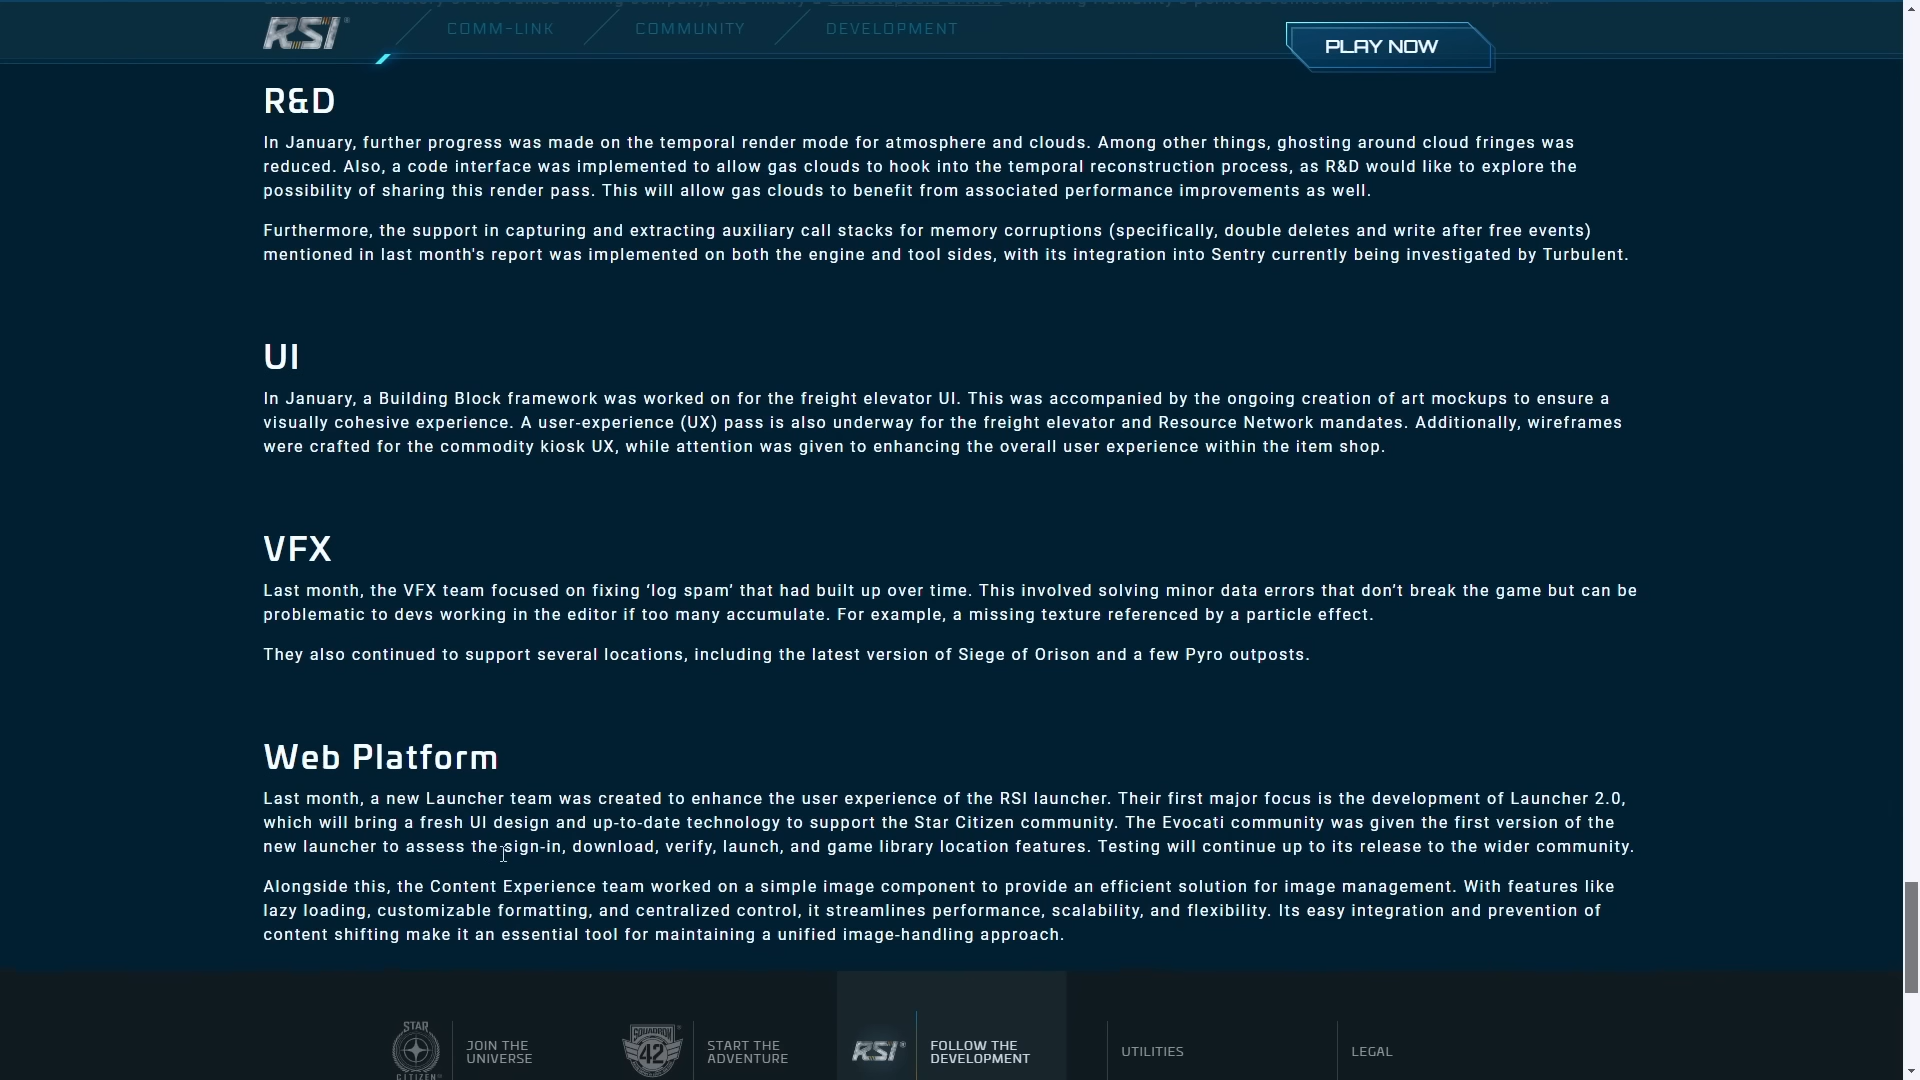 RSI
COMM-LINK
COMMUNITY
DEVELOPMENT
PLAY NOW
R&D
In January, further progress was made on the temporal render mode for atmosphere and clouds. Among other things, ghosting around cloud fringes was
reduced. Also, a code interface was implemented to allow gas clouds to hook into the temporal reconstruction process, as R&D would like to explore the
possibility of sharing this render pass. This will allow gas clouds to benefit from associated performance improvements as well.
Furthermore, the support in capturing and extracting auxiliary call stacks for memory corruptions (specifically, double deletes and write after free events)
mentioned in last month's report was implemented on both the engine and tool sides, with its integration into Sentry currently being investigated by Turbulent.
UI
In January, a Building Block framework was worked on for the freight elevator UI. This was accompanied by the ongoing creation of art mockups to ensure a
visually cohesive experience. A user-experience (UX) pass is also underway for the freight elevator and Resource Network mandates. Additionally, wireframes
were crafted for the commodity kiosk UX, while attention was given to enhancing the overall user experience within the item shop.
VFX
Last month, the VFX team focused on fixing ‘log spam’ that had built up over time. This involved solving minor data errors that don’t break the game but can be
problematic to devs working in the editor if too many accumulate. For example, a missing texture referenced by a particle effect.
They also continued to support several locations, including the latest version of Siege of Orison and a few Pyro outposts.
Web Platform
Last month, a new Launcher team was created to enhance the user experience of the RSI launcher. Their first major focus is the development of Launcher 2.0,
which will bring a fresh UI design and up-to-date technology to support the Star Citizen community. The Evocati community was given the first version of the
new launcher to assess the sign-in, download, verify, launch, and game library location features. Testing will continue up to its release to the wider community.
Alongside this, the Content Experience team worked on a simple image component to provide an efficient solution for image management. With features like
lazy loading, customizable formatting, and centralized control, it streamlines performance, scalability, and flexibility. Its easy integration and prevention of
content shifting make it an essential tool for maintaining a unified image-handling approach.
STAR
CITIZEN
JOIN THE
UNIVERSE
SQUADRON
42
START THE
ADVENTURE
RSI
FOLLOW THE
DEVELOPMENT
UTILITIES
LEGAL